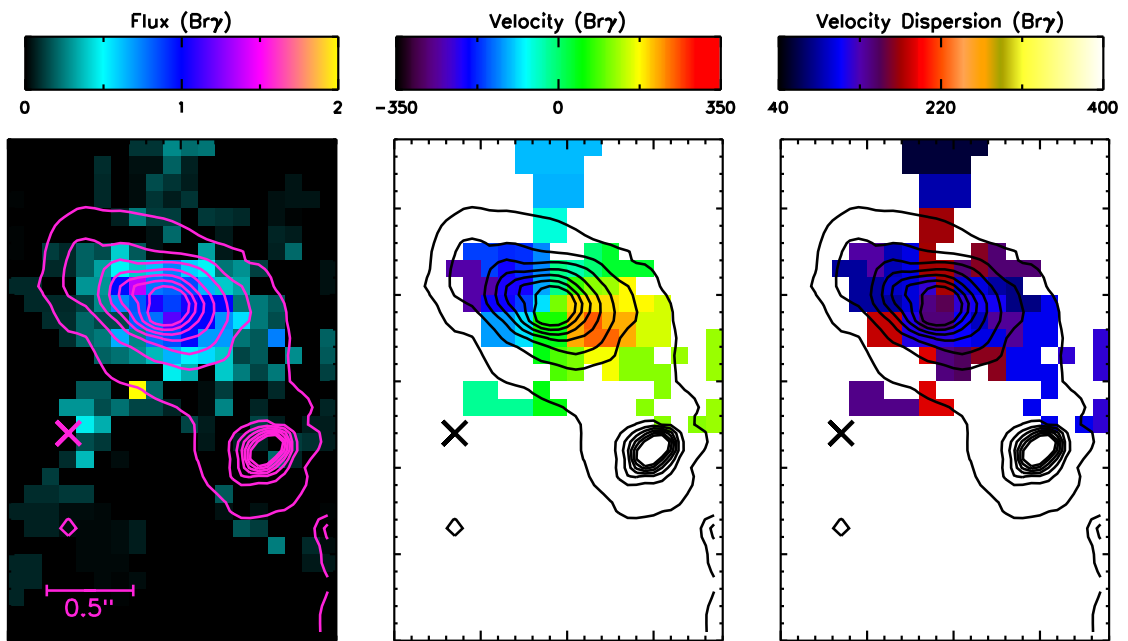 Flux (Brγ)
0 1 2
Velocity (Brγ)
−350 0 350
Velocity Dispersion (Brγ)
40 220 400
0.5"